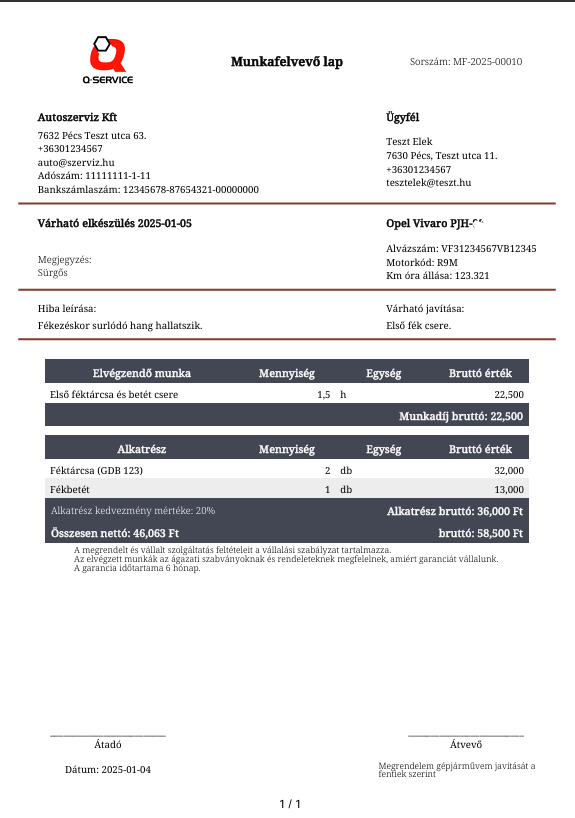 Q-SERVICE
Munkafelvevő lap
Sorszám: MF-2025-00010
Autoszerviz Kft
7632 Pécs Teszt utca 63.
+36301234567
auto@szerviz.hu
Adószám: 11111111-1-11
Bankszámlaszám: 12345678-87654321-00000000
Ügyfél
Teszt Elek
7630 Pécs, Teszt utca 11.
+36301234567
tesztelek@teszt.hu
Várható elkészülés 2025-01-05
Megjegyzés:
Sürgős
Opel Vivaro PJH-
Alvázszám: VF31234567VB12345
Motorkód: R9M
Km óra állása: 123.321
Hiba leírása:
Fékezéskor surlódó hang hallatszik.
Várható javítása:
Első fék csere.
Elvégzendő munka Mennyiség Egység Bruttó érték
Első féktárcsa és betét csere 1,5 h 22,500
Munkadíj bruttó: 22,500
Alkatrész Mennyiség Egység Bruttó érték
Féktárcsa (GDB 123) 2 db 32,000
Fékbetét 1 db 13,000
Alkatrész kedvezmény mértéke: 20% Alkatrész bruttó: 36,000 Ft
Összesen nettó: 46,063 Ft bruttó: 58,500 Ft
A megrendelt és vállalt szolgáltatás feltételeit a vállalási szabályzat tartalmazza.
Az elvégzett munkák az ágazati szabványoknak és rendeleteknek megfelelnek, amiért garanciát vállalunk.
A garancia időtartama 6 hónap.
Átadó
Dátum: 2025-01-04
Átvevő
Megrendelem gépjárművem javítását a
fentiek szerint
1 / 1